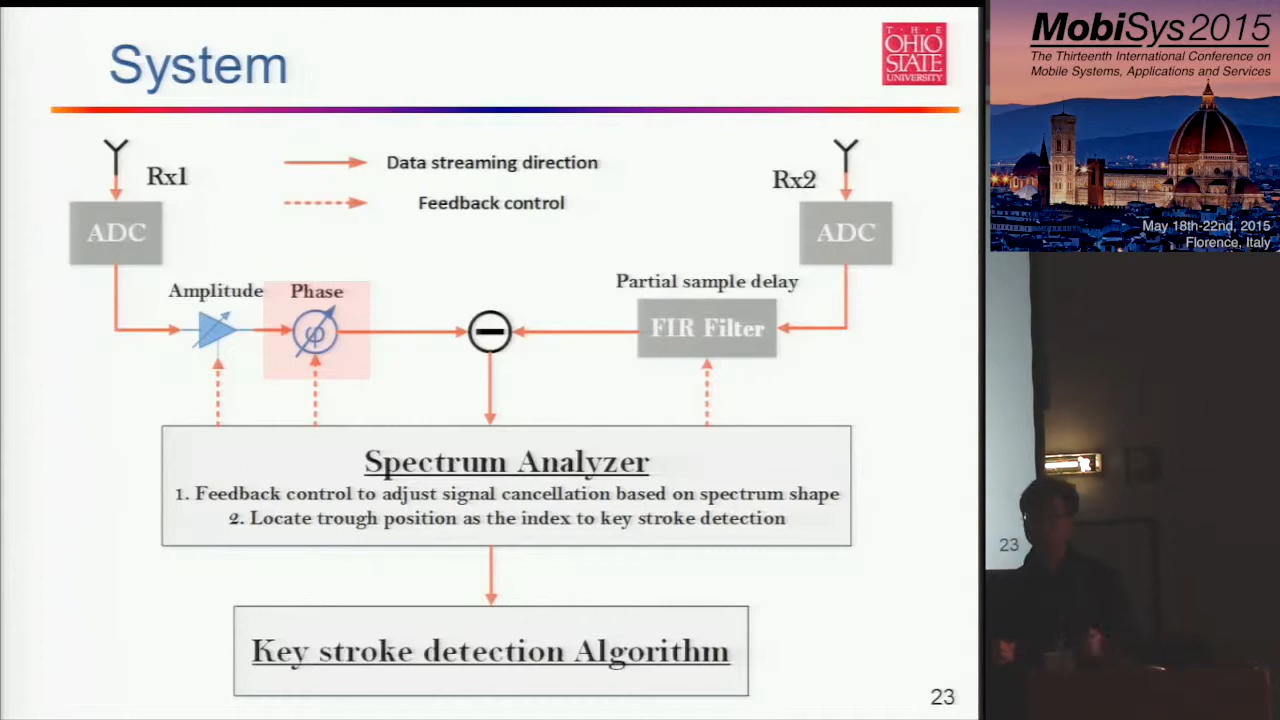 System
T · H · E
OHIO
STATE
UNIVERSITY
MobiSys 2015
The Thirteenth International Conference on
Mobile Systems, Applications and Services
May 18th-22nd, 2015
Florence, Italy
Rx1
Data streaming direction
Feedback control
Rx2
ADC
ADC
Amplitude
Phase
φ
Partial sample delay
FIR Filter
Spectrum Analyzer
1. Feedback control to adjust signal cancellation based on spectrum shape
2. Locate trough position as the index to key stroke detection
Key stroke detection Algorithm
23
23